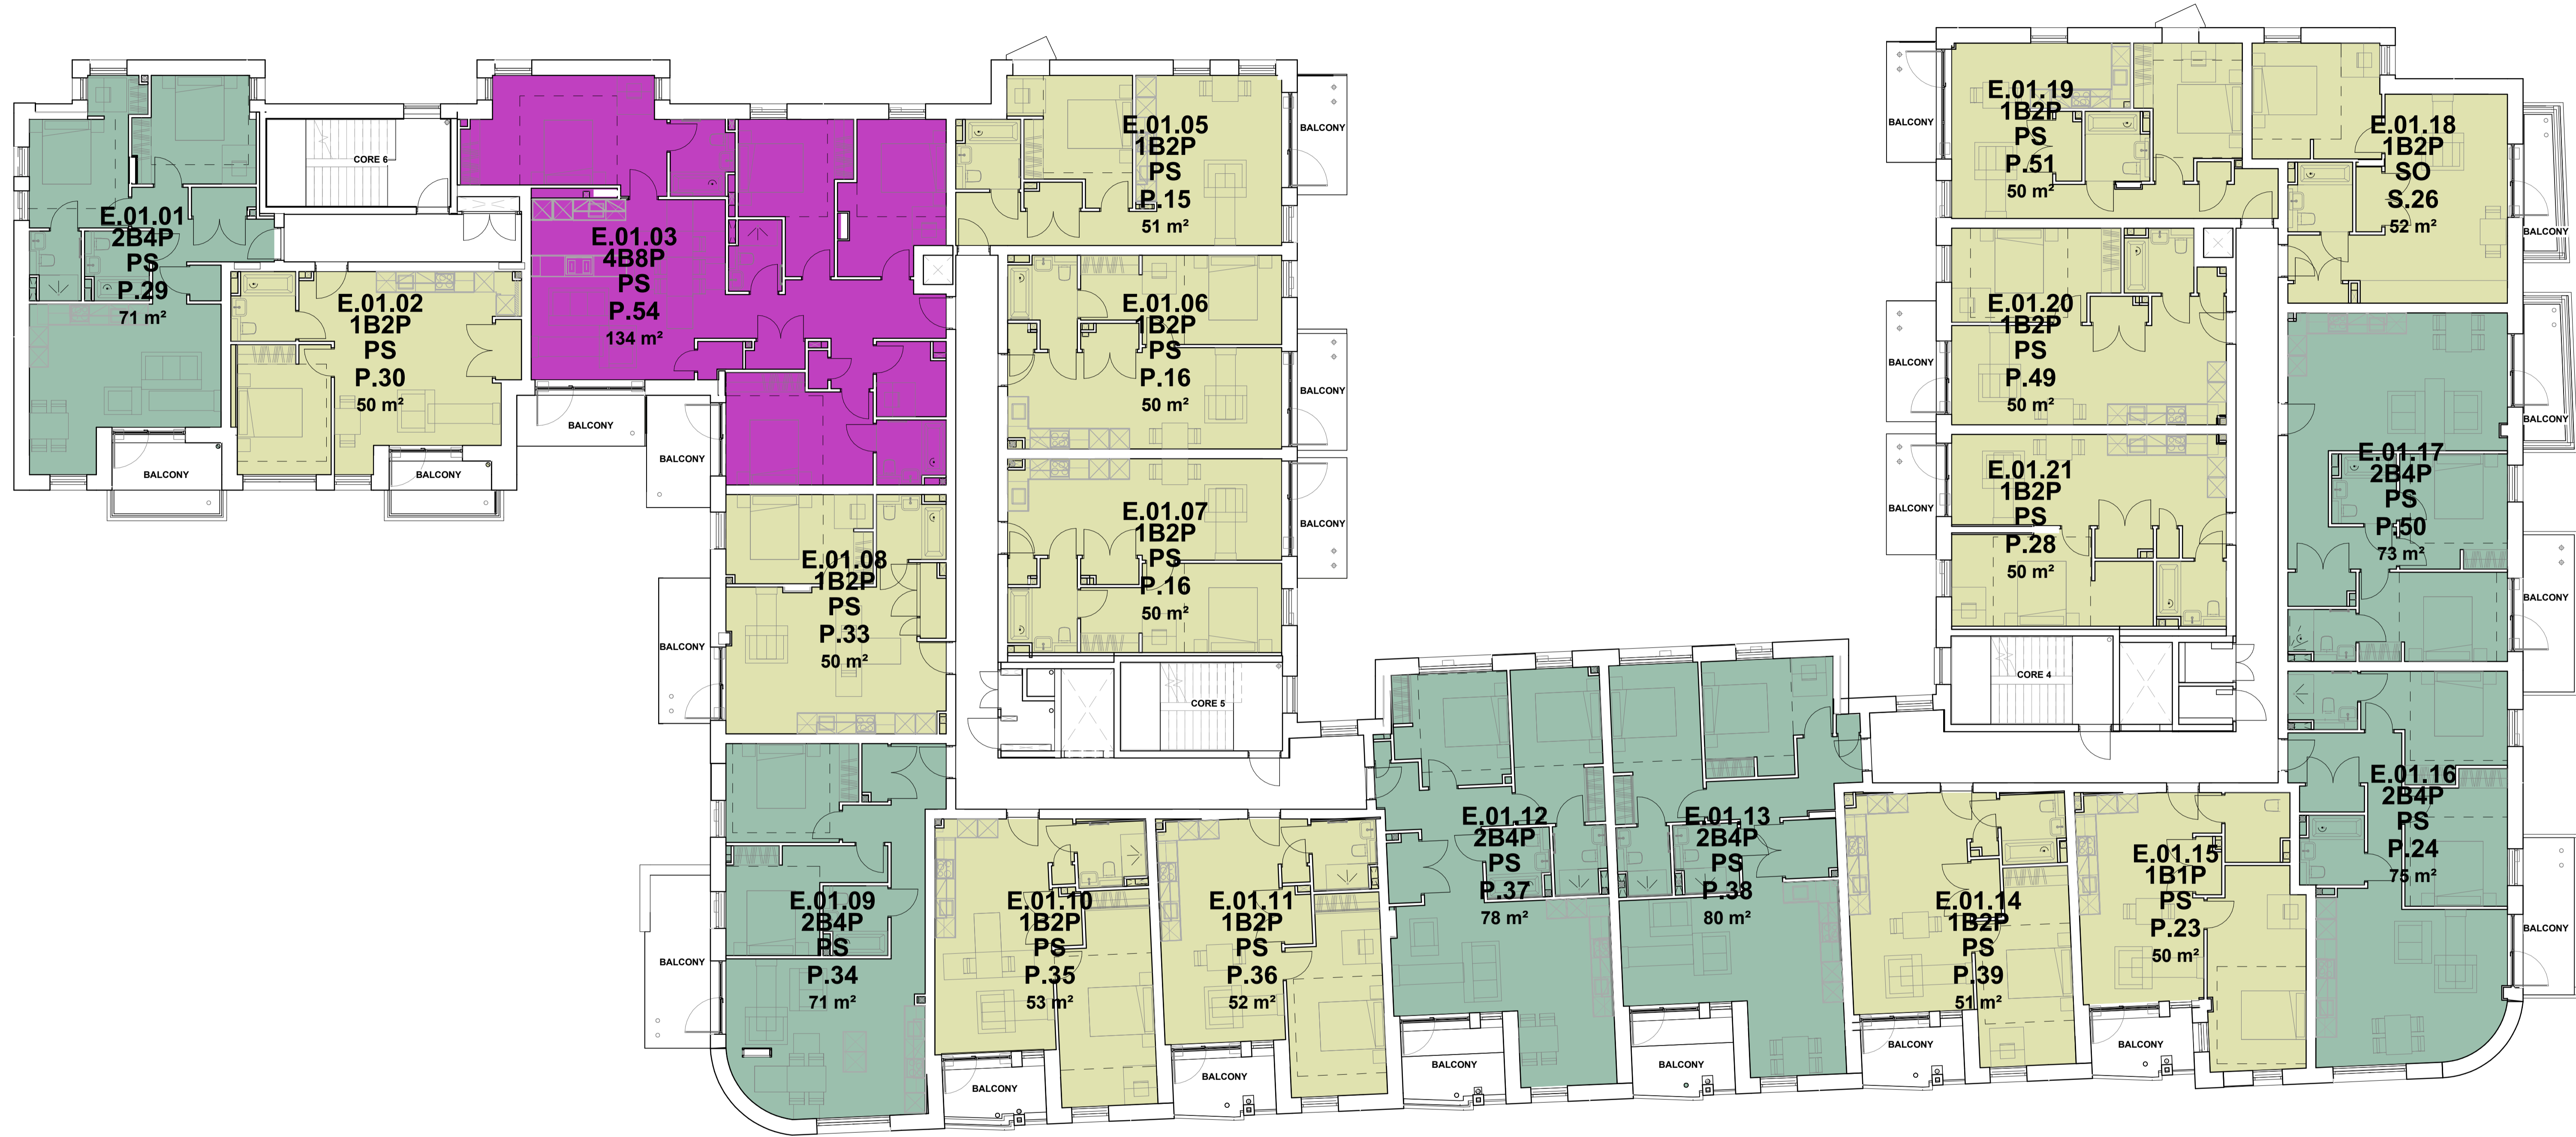 E.01.01
2B4P
PS
P.29
71 m²
BALCONY
CORE 6
E.01.02
1B2P
PS
P.30
50 m²
BALCONY
E.01.03
4B8P
PS
P.54
134 m²
BALCONY
BALCONY
E.01.05
1B2P
PS
P.15
51 m²
BALCONY
E.01.06
1B2P
PS
P.16
50 m²
BALCONY
E.01.07
1B2P
PS
P.16
50 m²
BALCONY
E.01.08
1B2P
PS
P.33
50 m²
BALCONY
CORE 5
E.01.09
2B4P
PS
P.34
71 m²
BALCONY
E.01.10
1B2P
PS
P.35
53 m²
BALCONY
E.01.11
1B2P
PS
P.36
52 m²
BALCONY
E.01.12
2B4P
PS
P.37
78 m²
BALCONY
E.01.13
2B4P
PS
P.38
80 m²
BALCONY
E.01.14
1B2P
PS
P.39
51 m²
BALCONY
E.01.15
1B1P
PS
P.23
50 m²
BALCONY
E.01.16
2B4P
PS
P.24
75 m²
BALCONY
E.01.17
2B4P
PS
P.50
73 m²
BALCONY
BALCONY
E.01.18
1B2P
SO
S.26
52 m²
BALCONY
E.01.19
1B2P
PS
P.51
50 m²
BALCONY
E.01.20
1B2P
PS
P.49
50 m²
BALCONY
E.01.21
1B2P
PS
P.28
50 m²
BALCONY
CORE 4